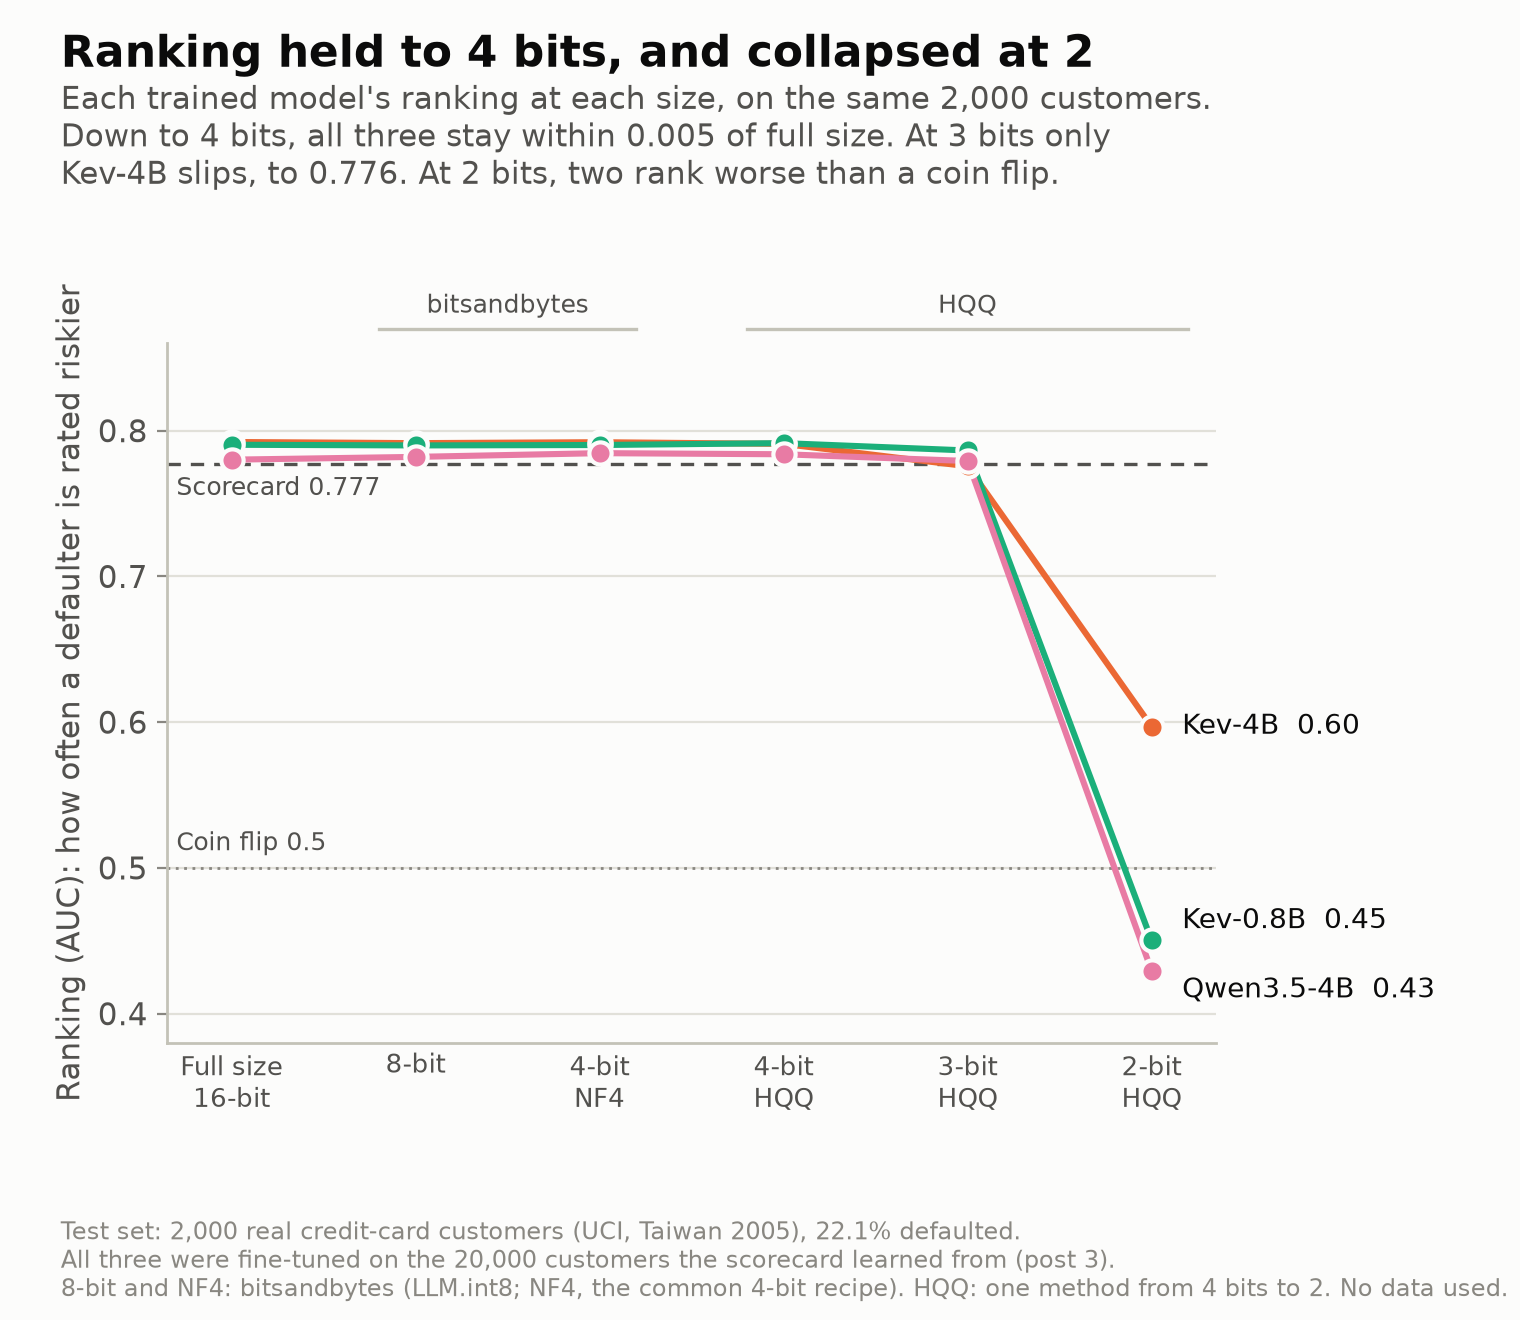 Ranking held to 4 bits, and collapsed at 2
Each trained model's ranking at each size, on the same 2,000 customers.
Down to 4 bits, all three stay within 0.005 of full size. At 3 bits only
Kev-4B slips, to 0.776. At 2 bits, two rank worse than a coin flip.
bitsandbytes
HQQ
Ranking (AUC): how often a defaulter is rated riskier
0.8
Scorecard 0.777
0.7
0.6
Kev-4B 0.60
Coin flip 0.5
0.5
Kev-0.8B 0.45
Qwen3.5-4B 0.43
0.4
Full size
16-bit
8-bit
4-bit
NF4
4-bit
HQQ
3-bit
HQQ
2-bit
HQQ
Test set: 2,000 real credit-card customers (UCI, Taiwan 2005), 22.1% defaulted.
All three were fine-tuned on the 20,000 customers the scorecard learned from (post 3).
8-bit and NF4: bitsandbytes (LLM.int8; NF4, the common 4-bit recipe). HQQ: one method from 4 bits to 2. No data used.